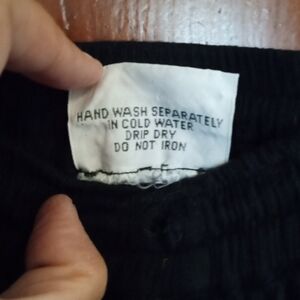 HAND WASH SEPARATELY
IN COLD WATER
DRIP DRY
DO NOT IRON